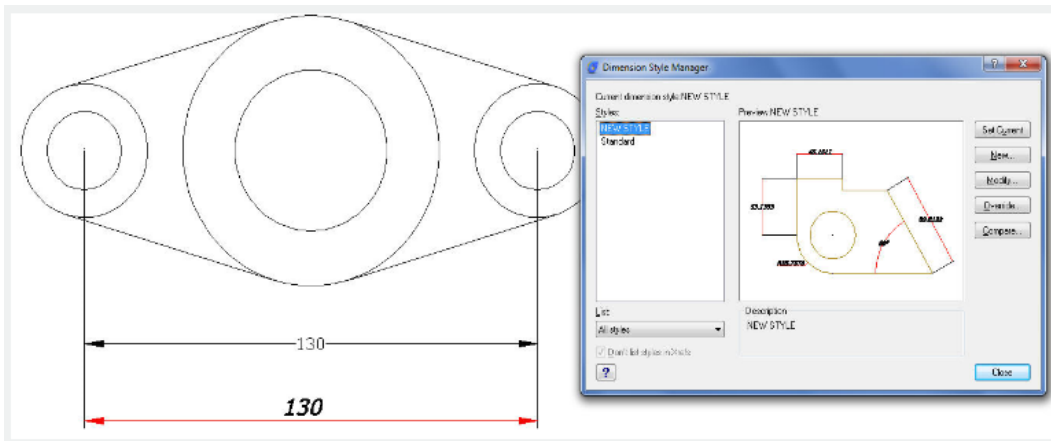 Dimension Style Manager
Current dimension style: NEW STYLE
Styles:
NEW STYLE
Standard
Preview: NEW STYLE
Set Current
New...
Modify...
Override...
Compare...
List:
All styles
Don't list styles in Xrefs
Description
NEW STYLE
Close
?
130
130